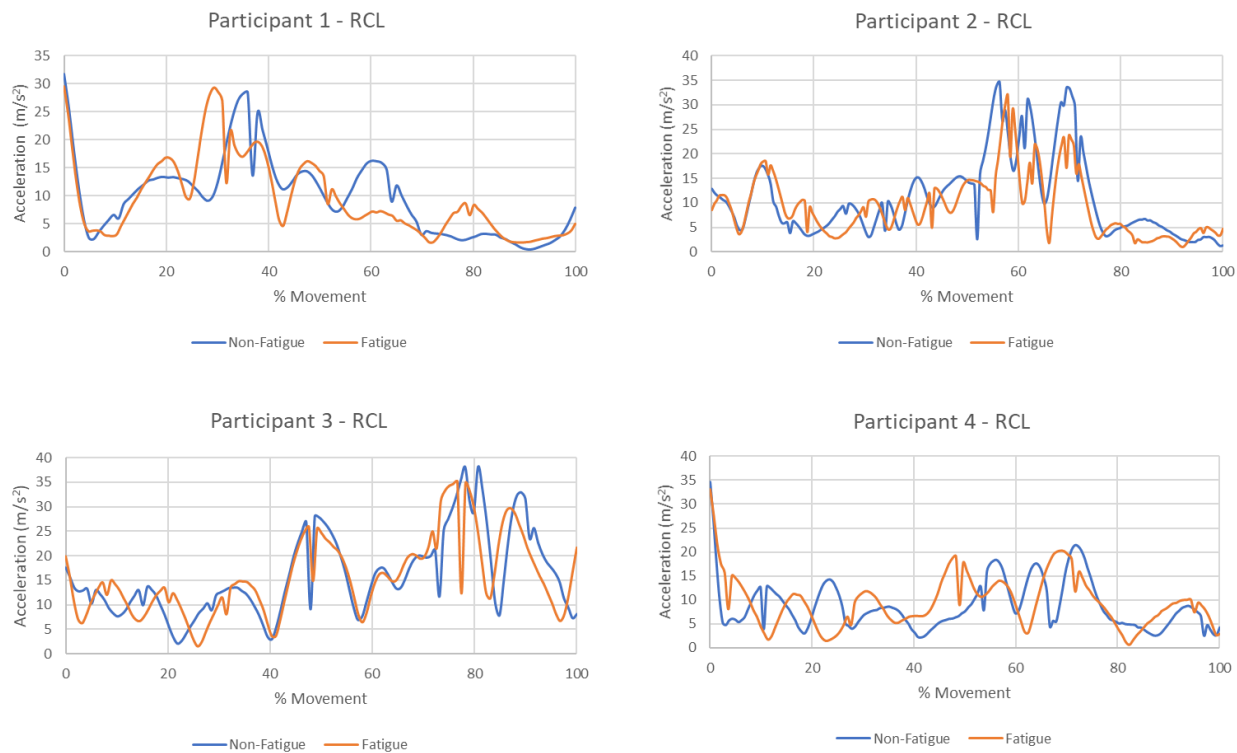 Participant 1 - RCL
Acceleration (m/s²)
35
30
25
20
15
10
5
0
0 20 40 60 80 100
% Movement
Non-Fatigue Fatigue
Participant 2 - RCL
Acceleration (m/s²)
40
35
30
25
20
15
10
5
0
0 20 40 60 80 100
% Movement
Non-Fatigue Fatigue
Participant 3 - RCL
Acceleration (m/s²)
40
35
30
25
20
15
10
5
0
0 20 40 60 80 100
% Movement
Non-Fatigue Fatigue
Participant 4 - RCL
Acceleration (m/s²)
40
35
30
25
20
15
10
5
0
0 20 40 60 80 100
% Movement
Non-Fatigue Fatigue